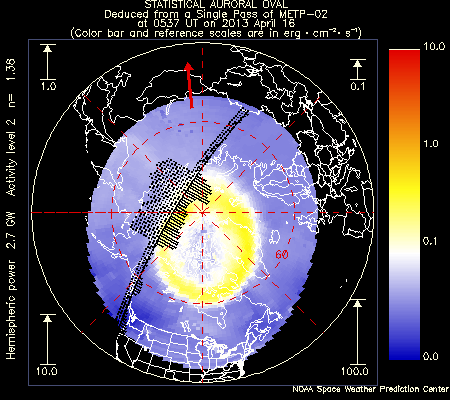 STATISTICAL AURORAL OVAL
Deduced from a Single Pass of METP-02
at 0537 UT on 2013 April 16
(Color bar and reference scales are in erg·cm⁻²·s⁻¹)
1.0
0.1
10.0
1.0
0.1
0.0
60
10.0
100.0
Hemispheric power 2.7 GW Activity level 2 n= 1.38
NOAA Space Weather Prediction Center